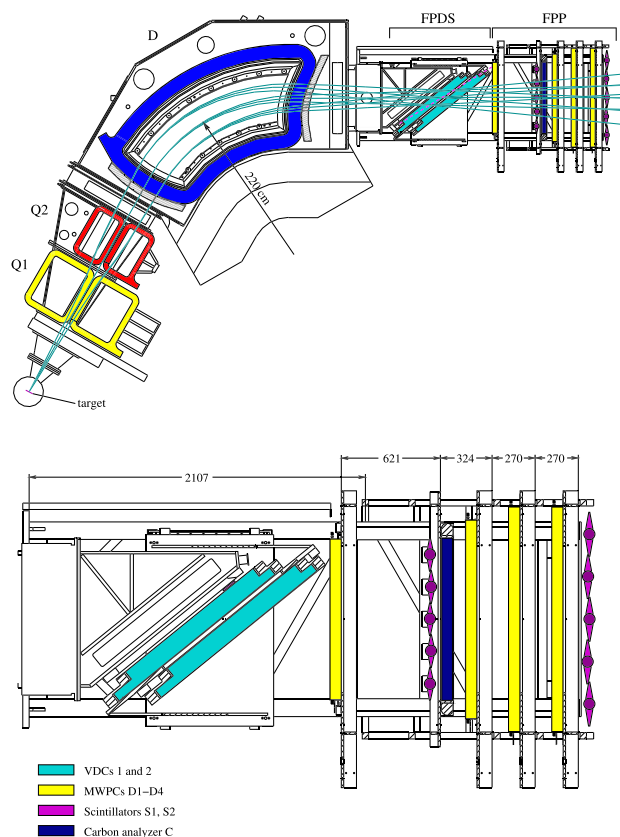 FPDS FPP
D
220 cm
Q2
Q1
target
621 324 270 270
2107
VDCs 1 and 2
MWPCs D1−D4
Scintillators S1, S2
Carbon analyzer C